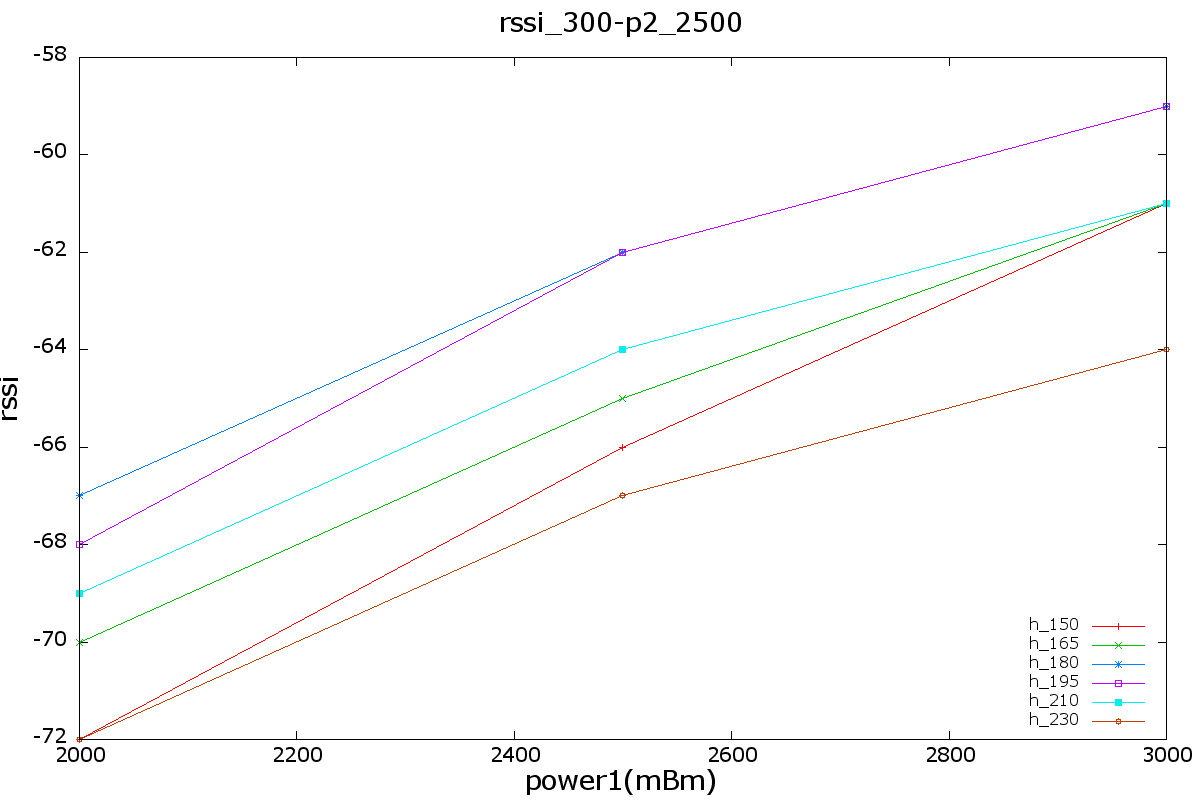 rssi_300-p2_2500
-58
-60
-62
-64
-66
-68
-70
-72
rssi
2000 2200 2400 2600 2800 3000
power1(mBm)
h_150
h_165
h_180
h_195
h_210
h_230